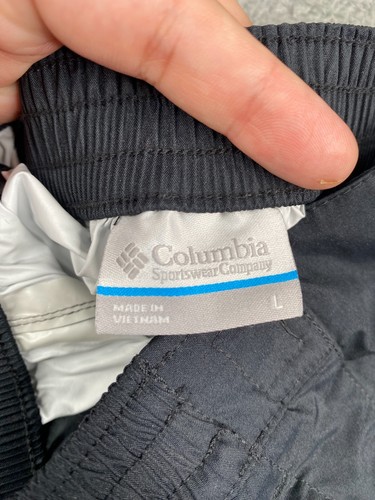 Columbia
Sportswear Company
MADE IN
VIETNAM
L